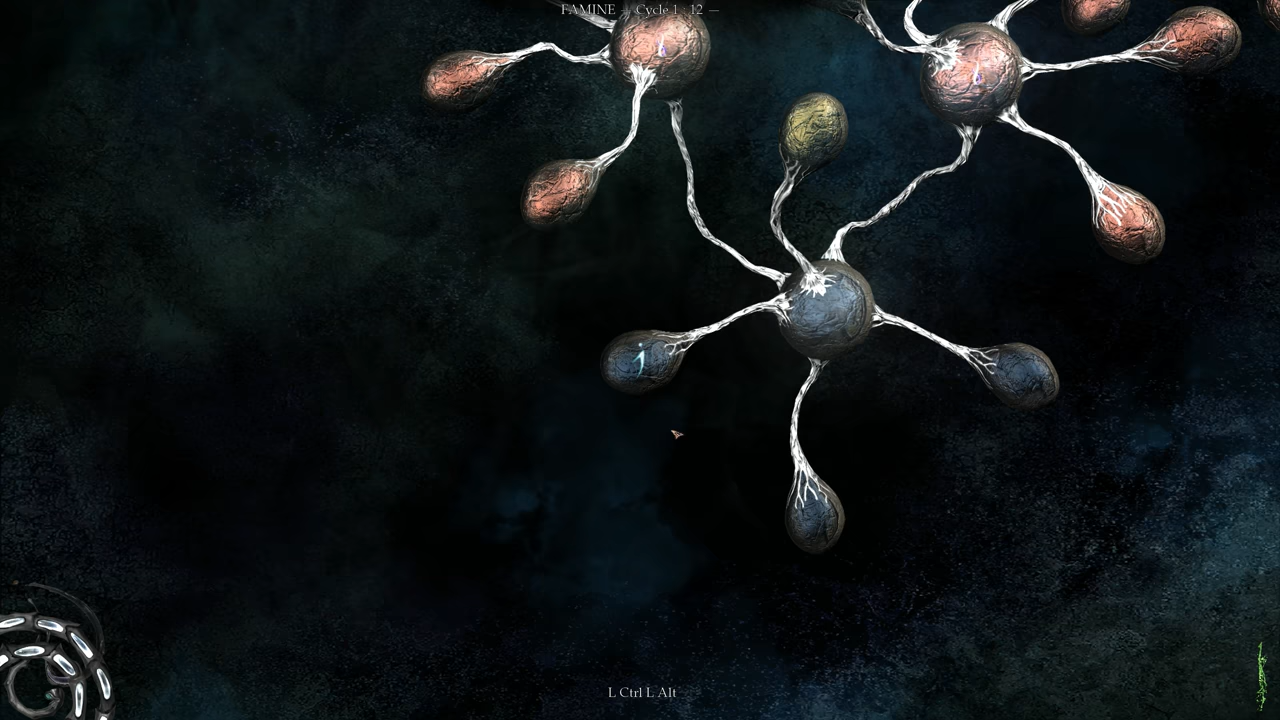 FAMINE — Cycle 1 : 12 —
L Ctrl L Alt